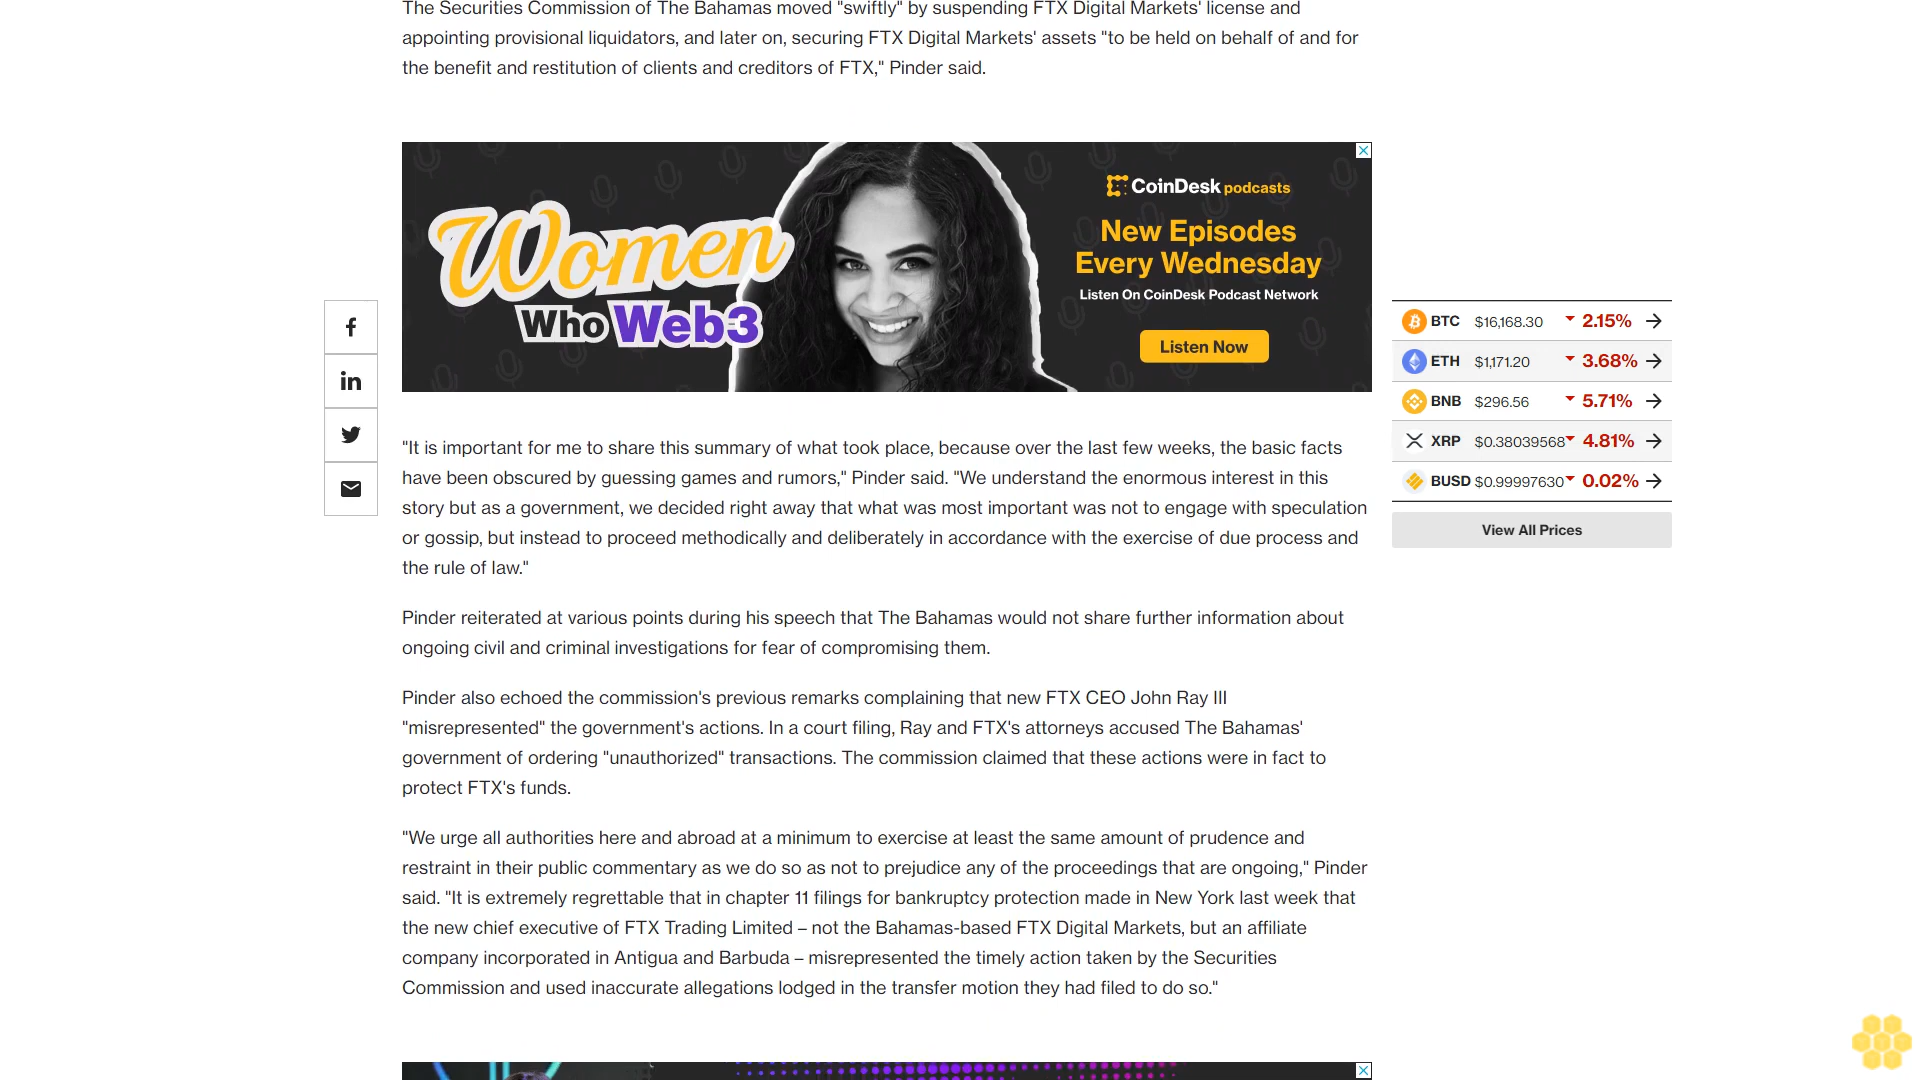 The Securities Commission of The Bahamas moved "swiftly" by suspending FTX Digital Markets' license and
appointing provisional liquidators, and later on, securing FTX Digital Markets' assets "to be held on behalf of and for
the benefit and restitution of clients and creditors of FTX," Pinder said.
Women
Who Web3
CoinDesk podcasts
New Episodes
Every Wednesday
Listen On CoinDesk Podcast Network
Listen Now
BTC $16,168.30 2.15%
ETH $1,171.20 3.68%
BNB $296.56 5.71%
XRP $0.38039568 4.81%
BUSD $0.99997630 0.02%
View All Prices
"It is important for me to share this summary of what took place, because over the last few weeks, the basic facts
have been obscured by guessing games and rumors," Pinder said. "We understand the enormous interest in this
story but as a government, we decided right away that what was most important was not to engage with speculation
or gossip, but instead to proceed methodically and deliberately in accordance with the exercise of due process and
the rule of law."
Pinder reiterated at various points during his speech that The Bahamas would not share further information about
ongoing civil and criminal investigations for fear of compromising them.
Pinder also echoed the commission's previous remarks complaining that new FTX CEO John Ray III
"misrepresented" the government's actions. In a court filing, Ray and FTX's attorneys accused The Bahamas'
government of ordering "unauthorized" transactions. The commission claimed that these actions were in fact to
protect FTX's funds.
"We urge all authorities here and abroad at a minimum to exercise at least the same amount of prudence and
restraint in their public commentary as we do so as not to prejudice any of the proceedings that are ongoing," Pinder
said. "It is extremely regrettable that in chapter 11 filings for bankruptcy protection made in New York last week that
the new chief executive of FTX Trading Limited – not the Bahamas-based FTX Digital Markets, but an affiliate
company incorporated in Antigua and Barbuda – misrepresented the timely action taken by the Securities
Commission and used inaccurate allegations lodged in the transfer motion they had filed to do so."